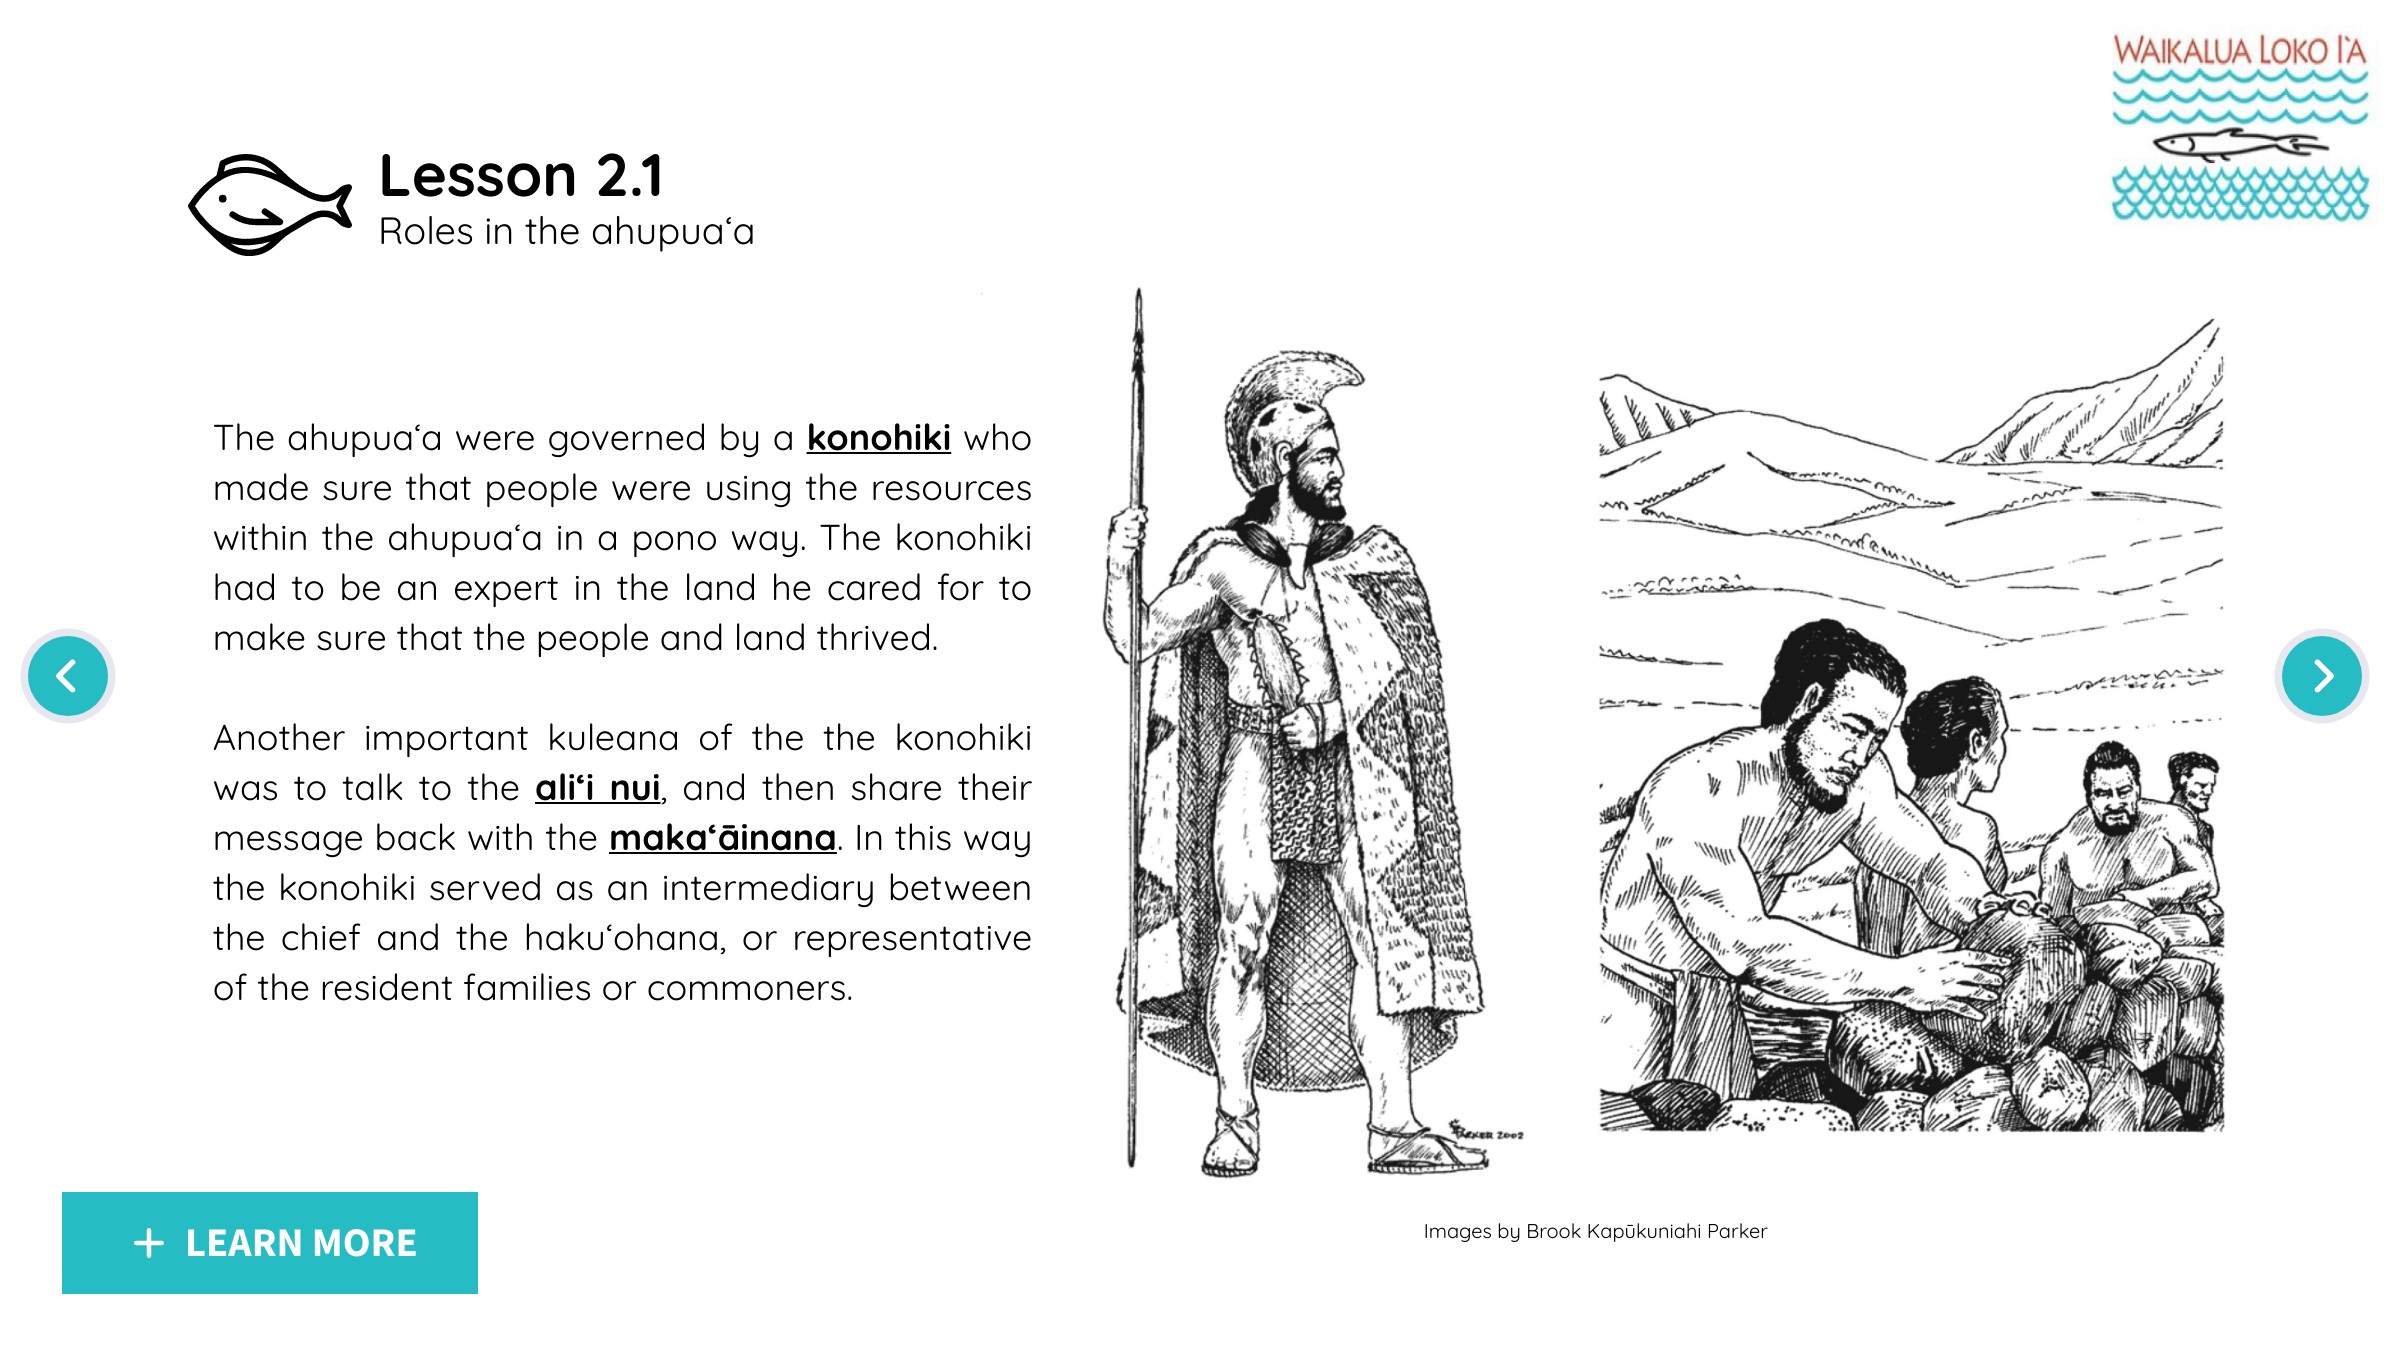 WAIKALUA LOKO I'A
Lesson 2.1
Roles in the ahupuaʻa
The ahupuaʻa were governed by a konohiki who
made sure that people were using the resources
within the ahupuaʻa in a pono way. The konohiki
had to be an expert in the land he cared for to
make sure that the people and land thrived.
Another important kuleana of the the konohiki
was to talk to the aliʻi nui, and then share their
message back with the makaʻāinana. In this way
the konohiki served as an intermediary between
the chief and the hakuʻohana, or representative
of the resident families or commoners.
PARKER 2002
Images by Brook Kapūkuniahi Parker
+ LEARN MORE